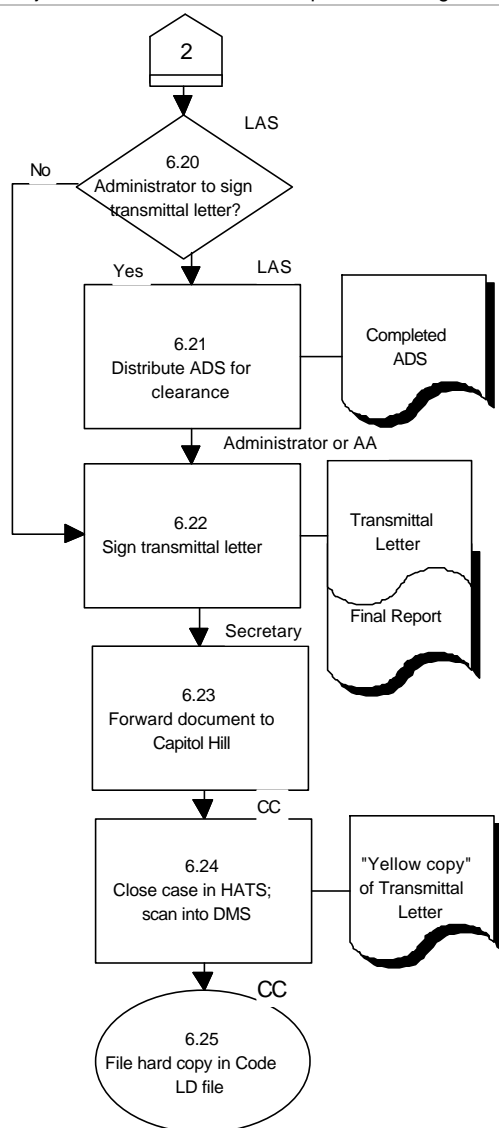 2
LAS
6.20
Administrator to sign
transmittal letter?
No
Yes
LAS
6.21
Distribute ADS for
clearance
Completed
ADS
Administrator or AA
6.22
Sign transmittal letter
Transmittal
Letter
Final Report
Secretary
6.23
Forward document to
Capitol Hill
CC
6.24
Close case in HATS;
scan into DMS
"Yellow copy"
of Transmittal
Letter
CC
6.25
File hard copy in Code
LD file